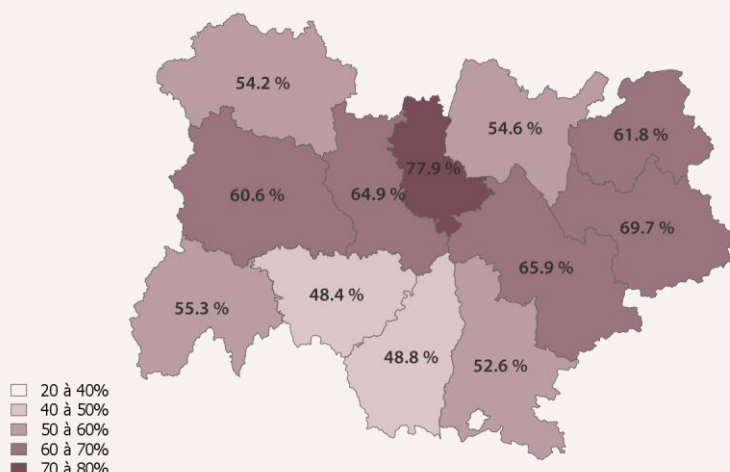 54.2 %
54.6 %
61.8 %
77.9 %
60.6 %
64.9 %
69.7 %
65.9 %
48.4 %
55.3 %
48.8 %
52.6 %
20 à 40%
40 à 50%
50 à 60%
60 à 70%
70 à 80%